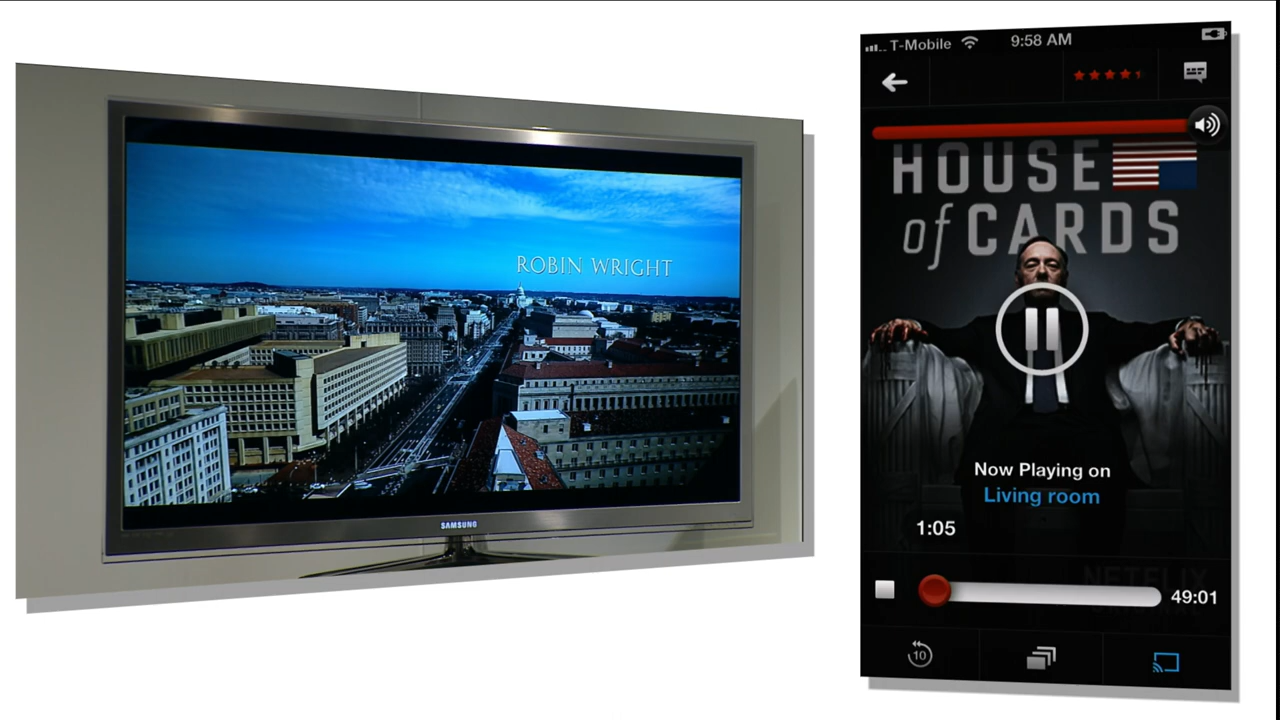 ROBIN WRIGHT
SAMSUNG
T-Mobile 9:58 AM
HOUSE
of CARDS
Now Playing on
Living room
1:05
NETFLIX
49:01
10